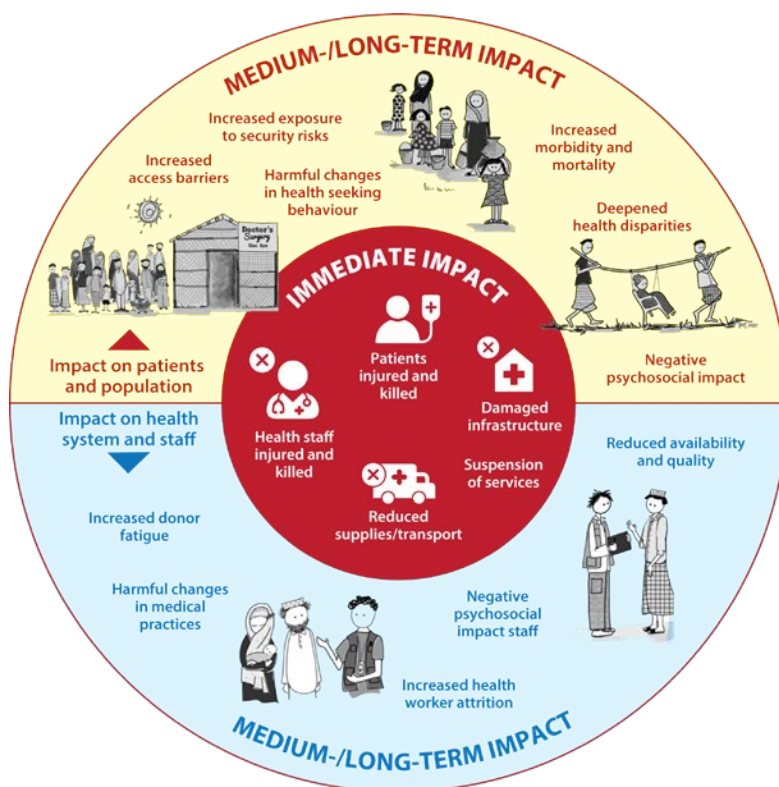 MEDIUM-/LONG-TERM IMPACT
Increased exposure
to security risks
Increased
access barriers
Harmful changes
in health seeking
behaviour
Increased
morbidity and
mortality
Deepened
health disparities
Doctor's
Surgery
Impact on patients
and population
Negative
psychosocial impact
IMMEDIATE IMPACT
Patients
injured and
killed
Health staff
injured and
killed
Damaged
infrastructure
Suspension
of services
Reduced
supplies/transport
Impact on health
system and staff
Reduced availability
and quality
Increased donor
fatigue
Harmful changes
in medical
practices
Negative
psychosocial
impact staff
Increased health
worker attrition
MEDIUM-/LONG-TERM IMPACT